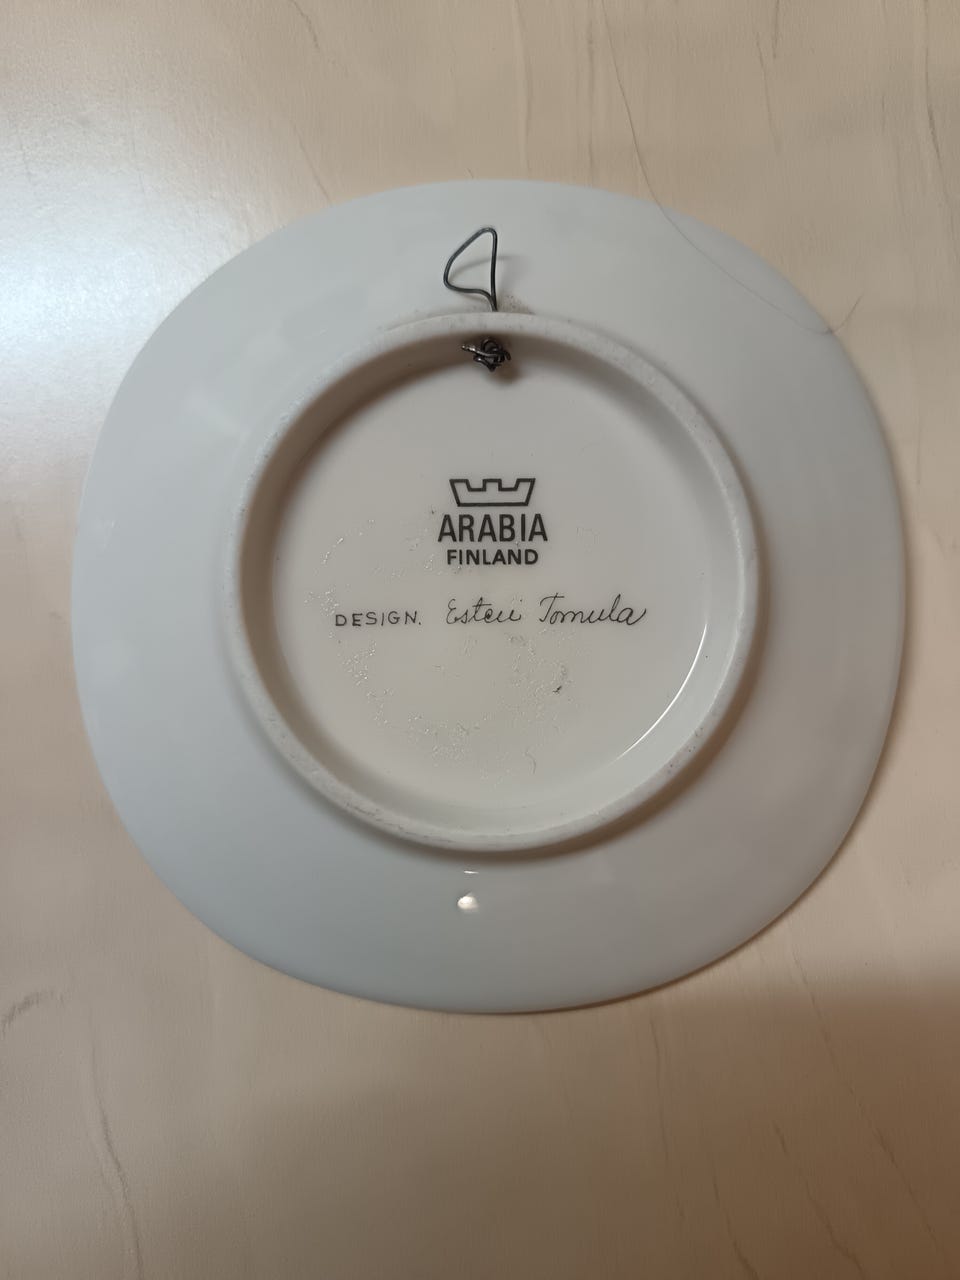 ARABIA
FINLAND
DESIGN. Esteri Tomula